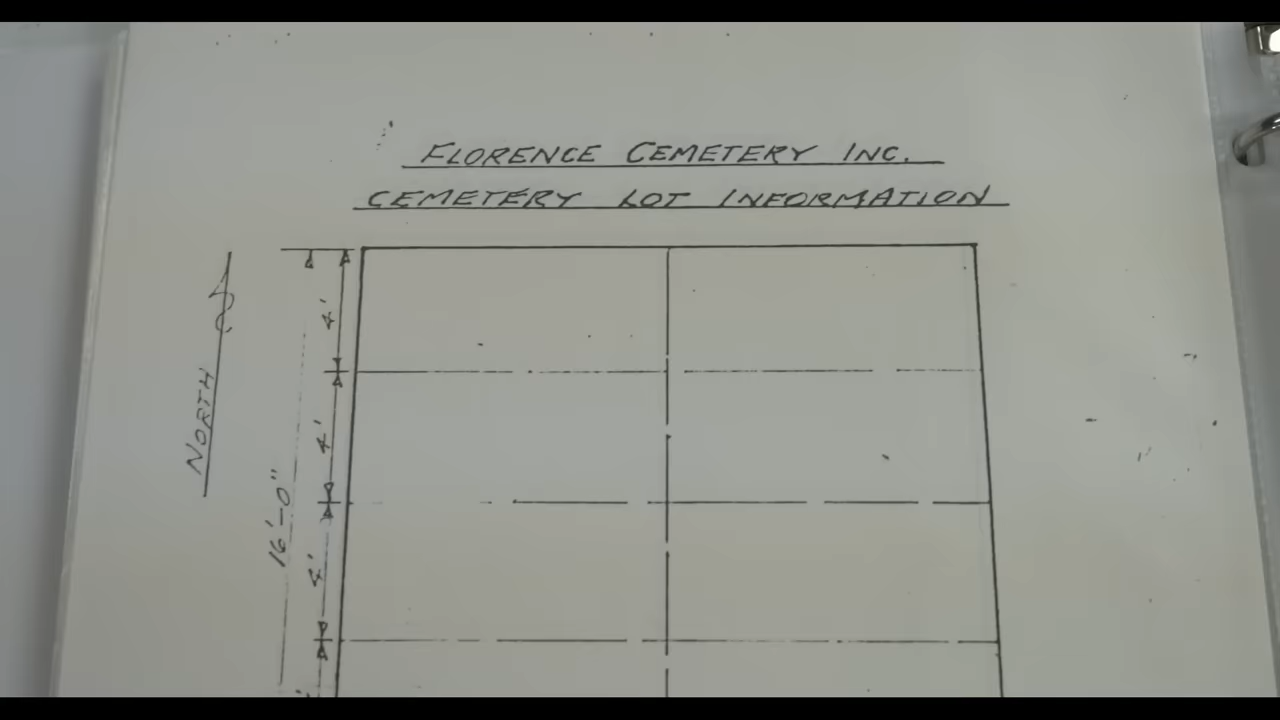 FLORENCE CEMETERY INC.
CEMETERY LOT INFORMATION
NORTH
16'-0"
4'
4'
4'